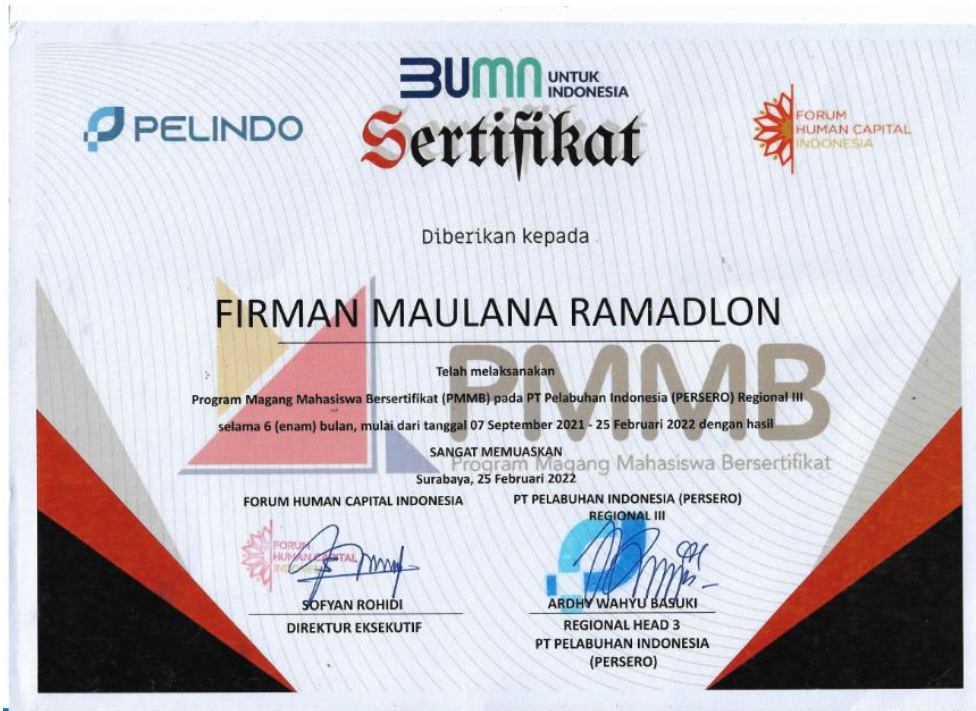 BUMN UNTUK INDONESIA
PELINDO
Sertifikat
FORUM HUMAN CAPITAL INDONESIA
Diberikan kepada
FIRMAN MAULANA RAMADLON
PMMB
Program Magang Mahasiswa Bersertifikat
Telah melaksanakan
Program Magang Mahasiswa Bersertifikat (PMMB) pada PT Pelabuhan Indonesia (PERSERO) Regional III
selama 6 (enam) bulan, mulai dari tanggal 07 September 2021 - 25 Februari 2022 dengan hasil
SANGAT MEMUASKAN
Surabaya, 25 Februari 2022
FORUM HUMAN CAPITAL INDONESIA
FORUM
HUMAN CAPITAL
INDONESIA
SOFYAN ROHIDI
DIREKTUR EKSEKUTIF
PT PELABUHAN INDONESIA (PERSERO)
REGIONAL III
ARDHY WAHYU BASUKI
REGIONAL HEAD 3
PT PELABUHAN INDONESIA
(PERSERO)